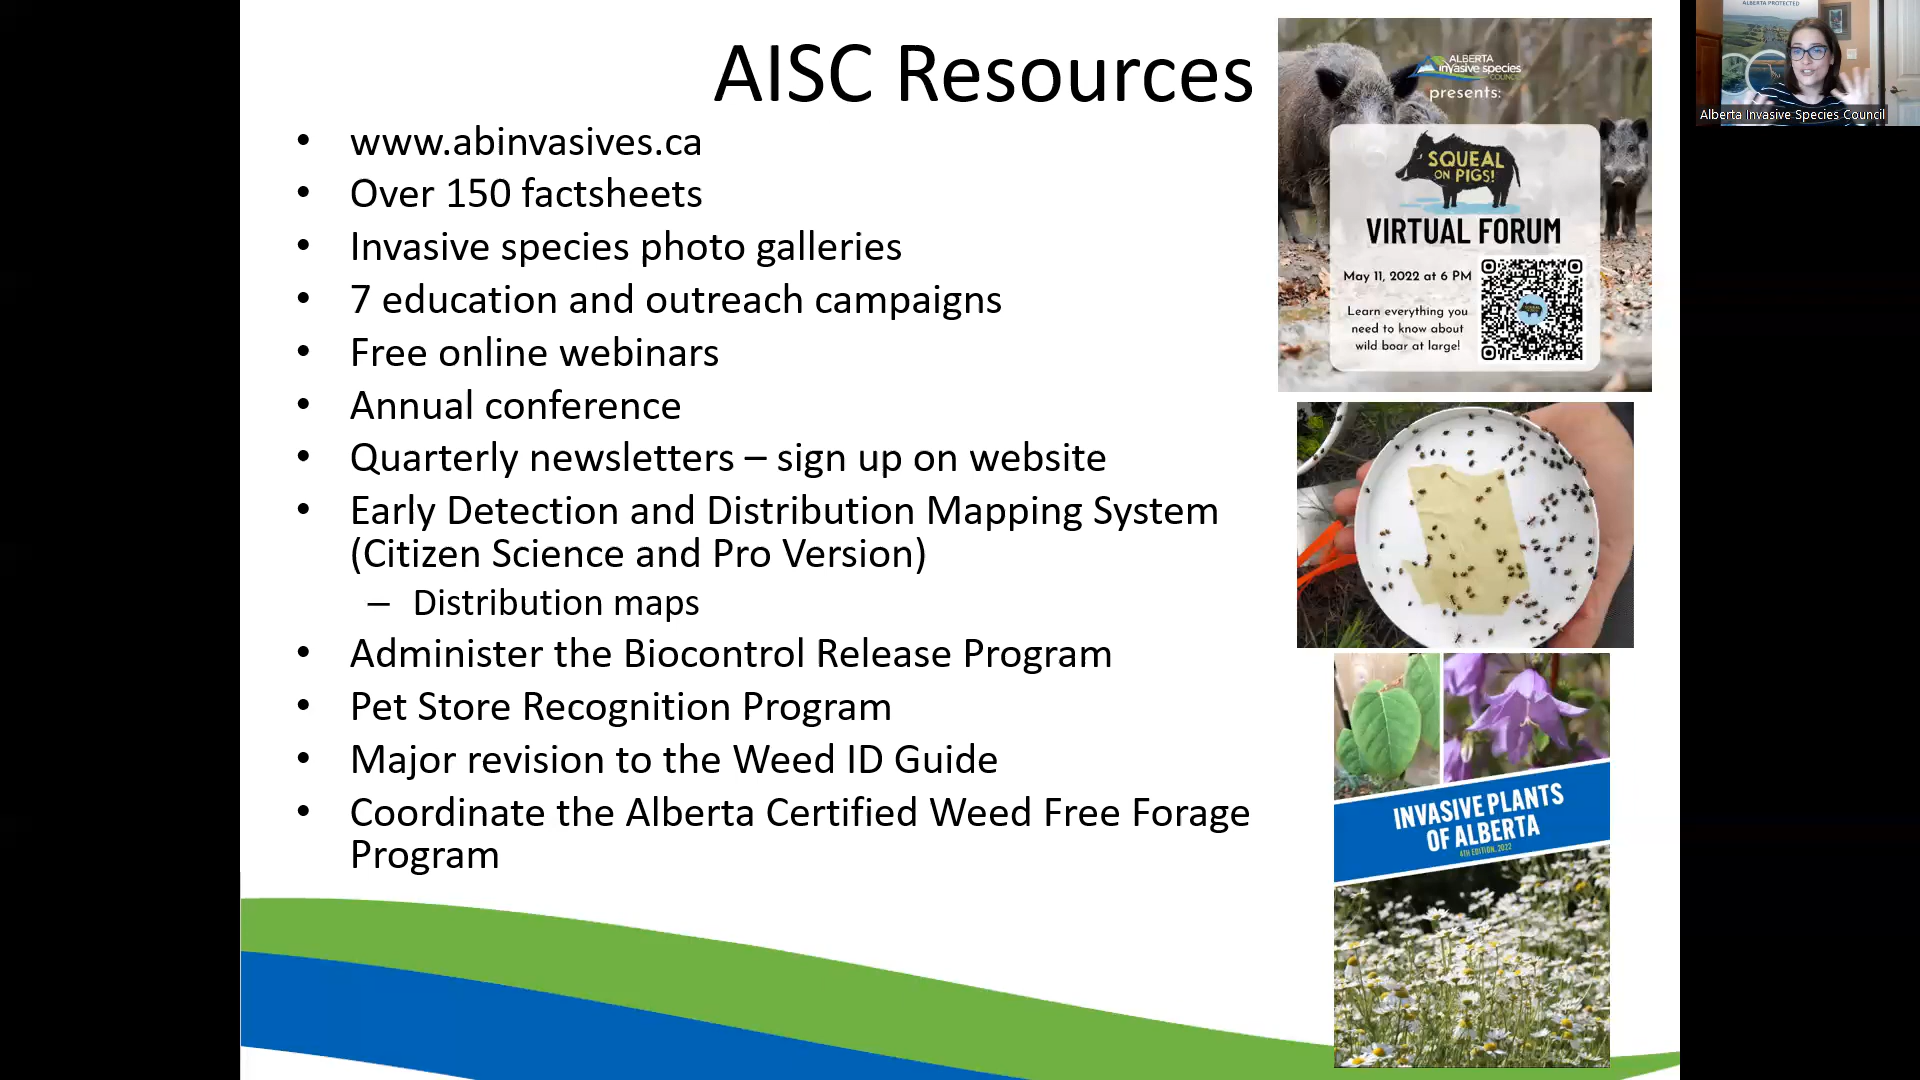 AISC Resources
• www.abinvasives.ca
• Over 150 factsheets
• Invasive species photo galleries
• 7 education and outreach campaigns
• Free online webinars
• Annual conference
• Quarterly newsletters – sign up on website
• Early Detection and Distribution Mapping System
(Citizen Science and Pro Version)
– Distribution maps
• Administer the Biocontrol Release Program
• Pet Store Recognition Program
• Major revision to the Weed ID Guide
• Coordinate the Alberta Certified Weed Free Forage
Program
ALBERTA
invasive species
COUNCIL
presents:
SQUEAL
ON PIGS!
VIRTUAL FORUM
May 11, 2022 at 6 PM
Learn everything you
need to know about
wild boar at large!
INVASIVE PLANTS
OF ALBERTA
4TH EDITION, 2022
ALBERTA PROTECTED
Alberta Invasive Species Council